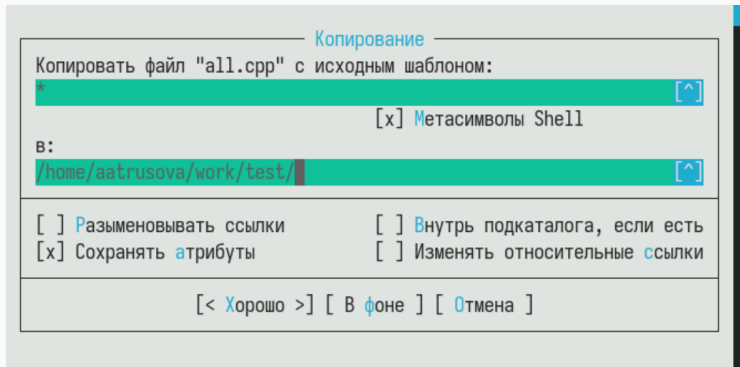 Копирование
Копировать файл "all.cpp" с исходным шаблоном:
* [^]
[x] Метасимволы Shell
в:
/home/aatrusova/work/test/ [^]
[ ] Разыменовывать ссылки [ ] Внутрь подкаталога, если есть
[x] Сохранять атрибуты [ ] Изменять относительные ссылки
[< Хорошо >] [ В фоне ] [ Отмена ]